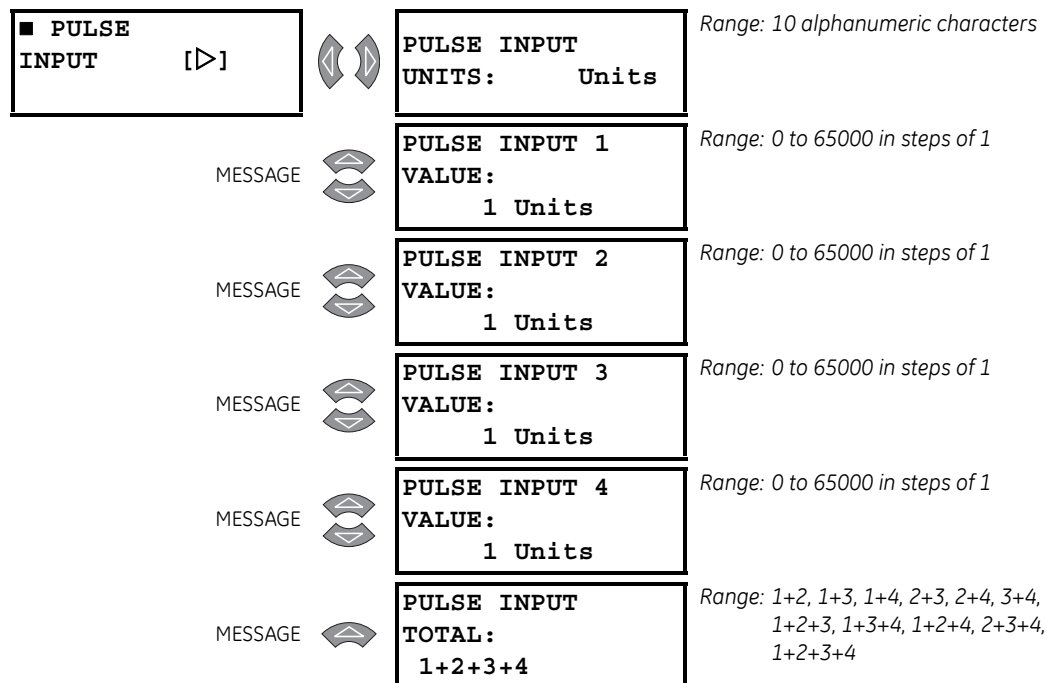 ■ PULSE
INPUT [▷]
PULSE INPUT
UNITS: Units
Range: 10 alphanumeric characters
MESSAGE
PULSE INPUT 1
VALUE:
1 Units
Range: 0 to 65000 in steps of 1
MESSAGE
PULSE INPUT 2
VALUE:
1 Units
Range: 0 to 65000 in steps of 1
MESSAGE
PULSE INPUT 3
VALUE:
1 Units
Range: 0 to 65000 in steps of 1
MESSAGE
PULSE INPUT 4
VALUE:
1 Units
Range: 0 to 65000 in steps of 1
MESSAGE
PULSE INPUT
TOTAL:
1+2+3+4
Range: 1+2, 1+3, 1+4, 2+3, 2+4, 3+4,
1+2+3, 1+3+4, 1+2+4, 2+3+4,
1+2+3+4